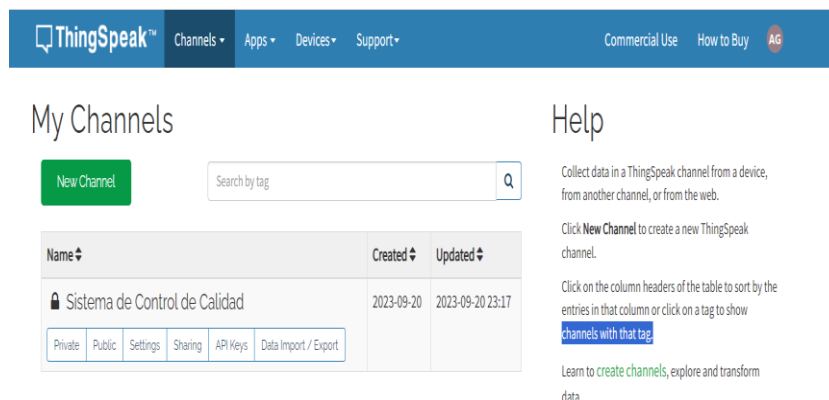 ThingSpeak™ Channels Apps Devices Support Commercial Use How to Buy AG
My Channels
New Channel Search by tag
Name Created Updated
Sistema de Control de Calidad 2023-09-20 2023-09-20 23:17
Private Public Settings Sharing API Keys Data Import / Export
Help
Collect data in a ThingSpeak channel from a device,
from another channel, or from the web.
Click New Channel to create a new ThingSpeak
channel.
Click on the column headers of the table to sort by the
entries in that column or click on a tag to show
channels with that tag.
Learn to create channels, explore and transform
data